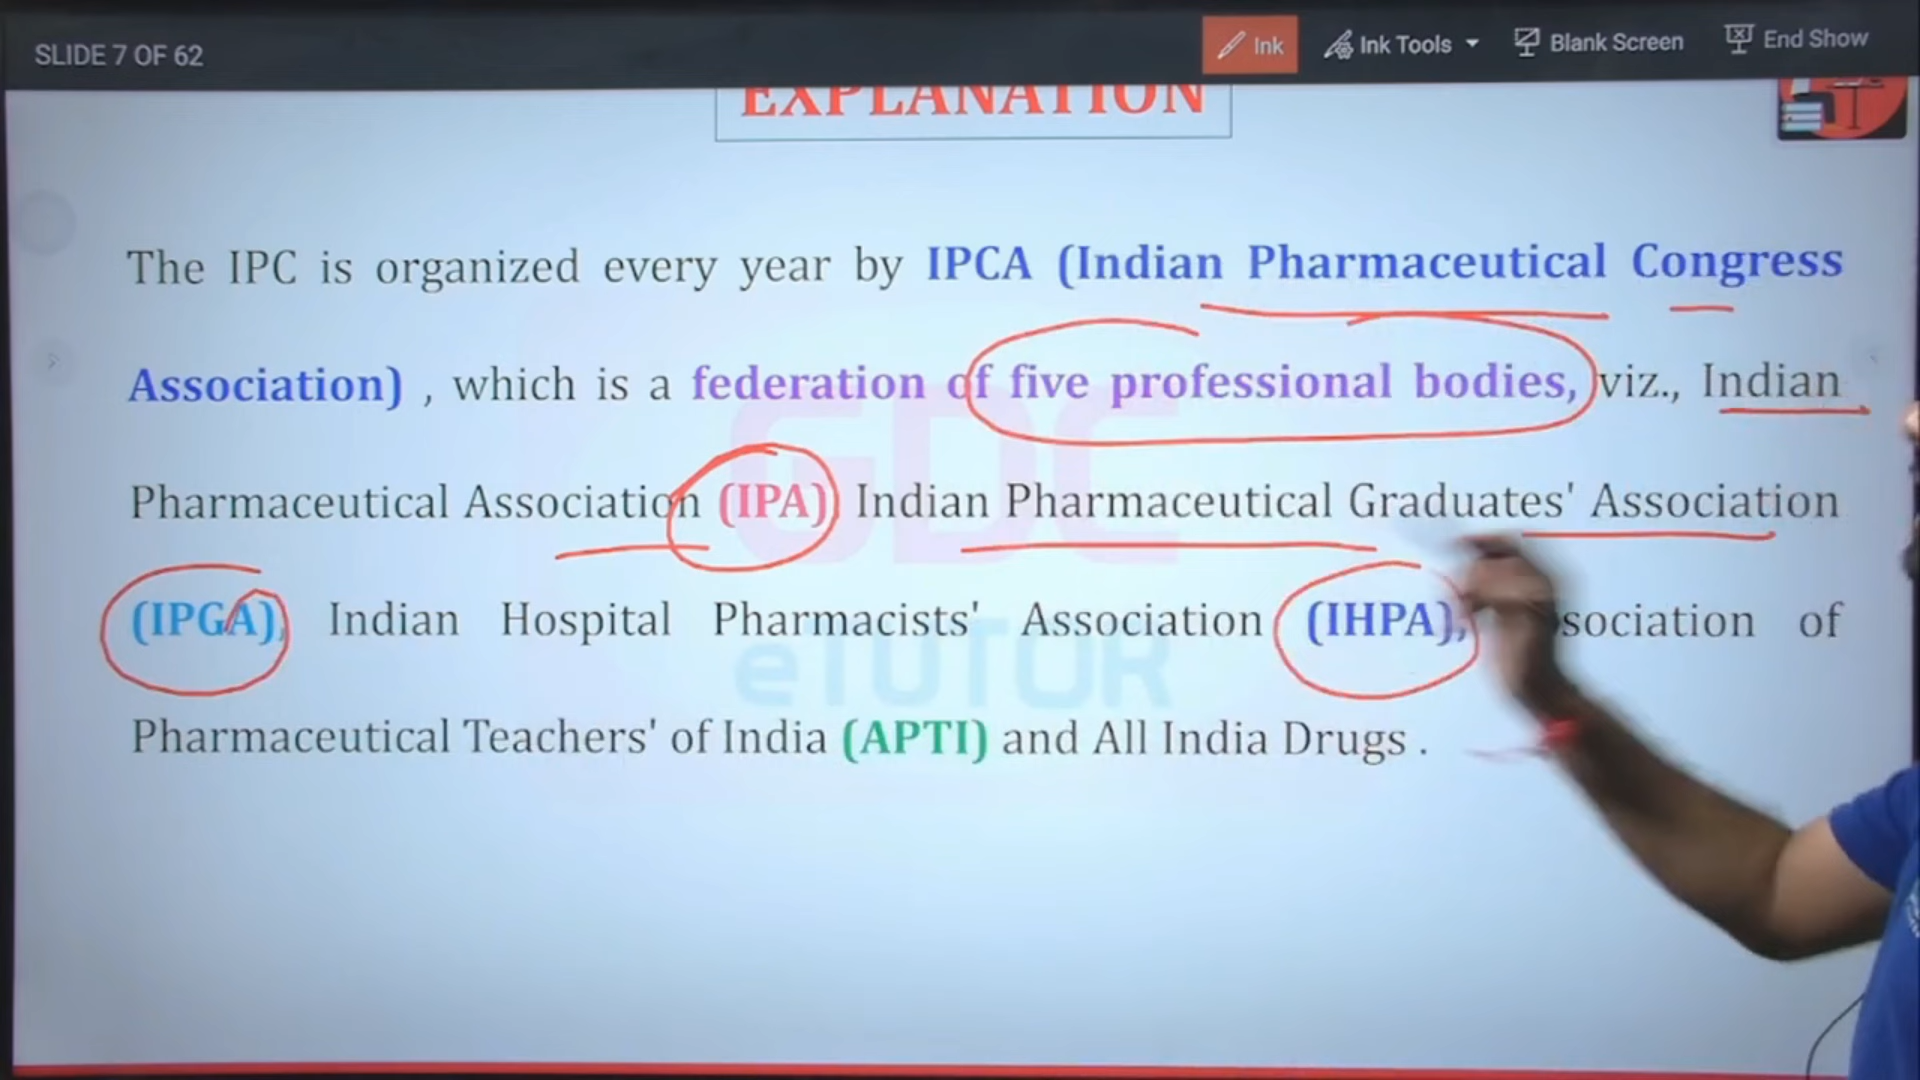 SLIDE 7 OF 62
Ink
Ink Tools
Blank Screen
End Show
EXPLANATION
The IPC is organized every year by IPCA (Indian Pharmaceutical Congress
Association) , which is a federation of five professional bodies, viz., Indian
Pharmaceutical Association (IPA) Indian Pharmaceutical Graduates' Association
(IPGA), Indian Hospital Pharmacists' Association (IHPA), sociation of
Pharmaceutical Teachers' of India (APTI) and All India Drugs .
GDC
eTUTOR